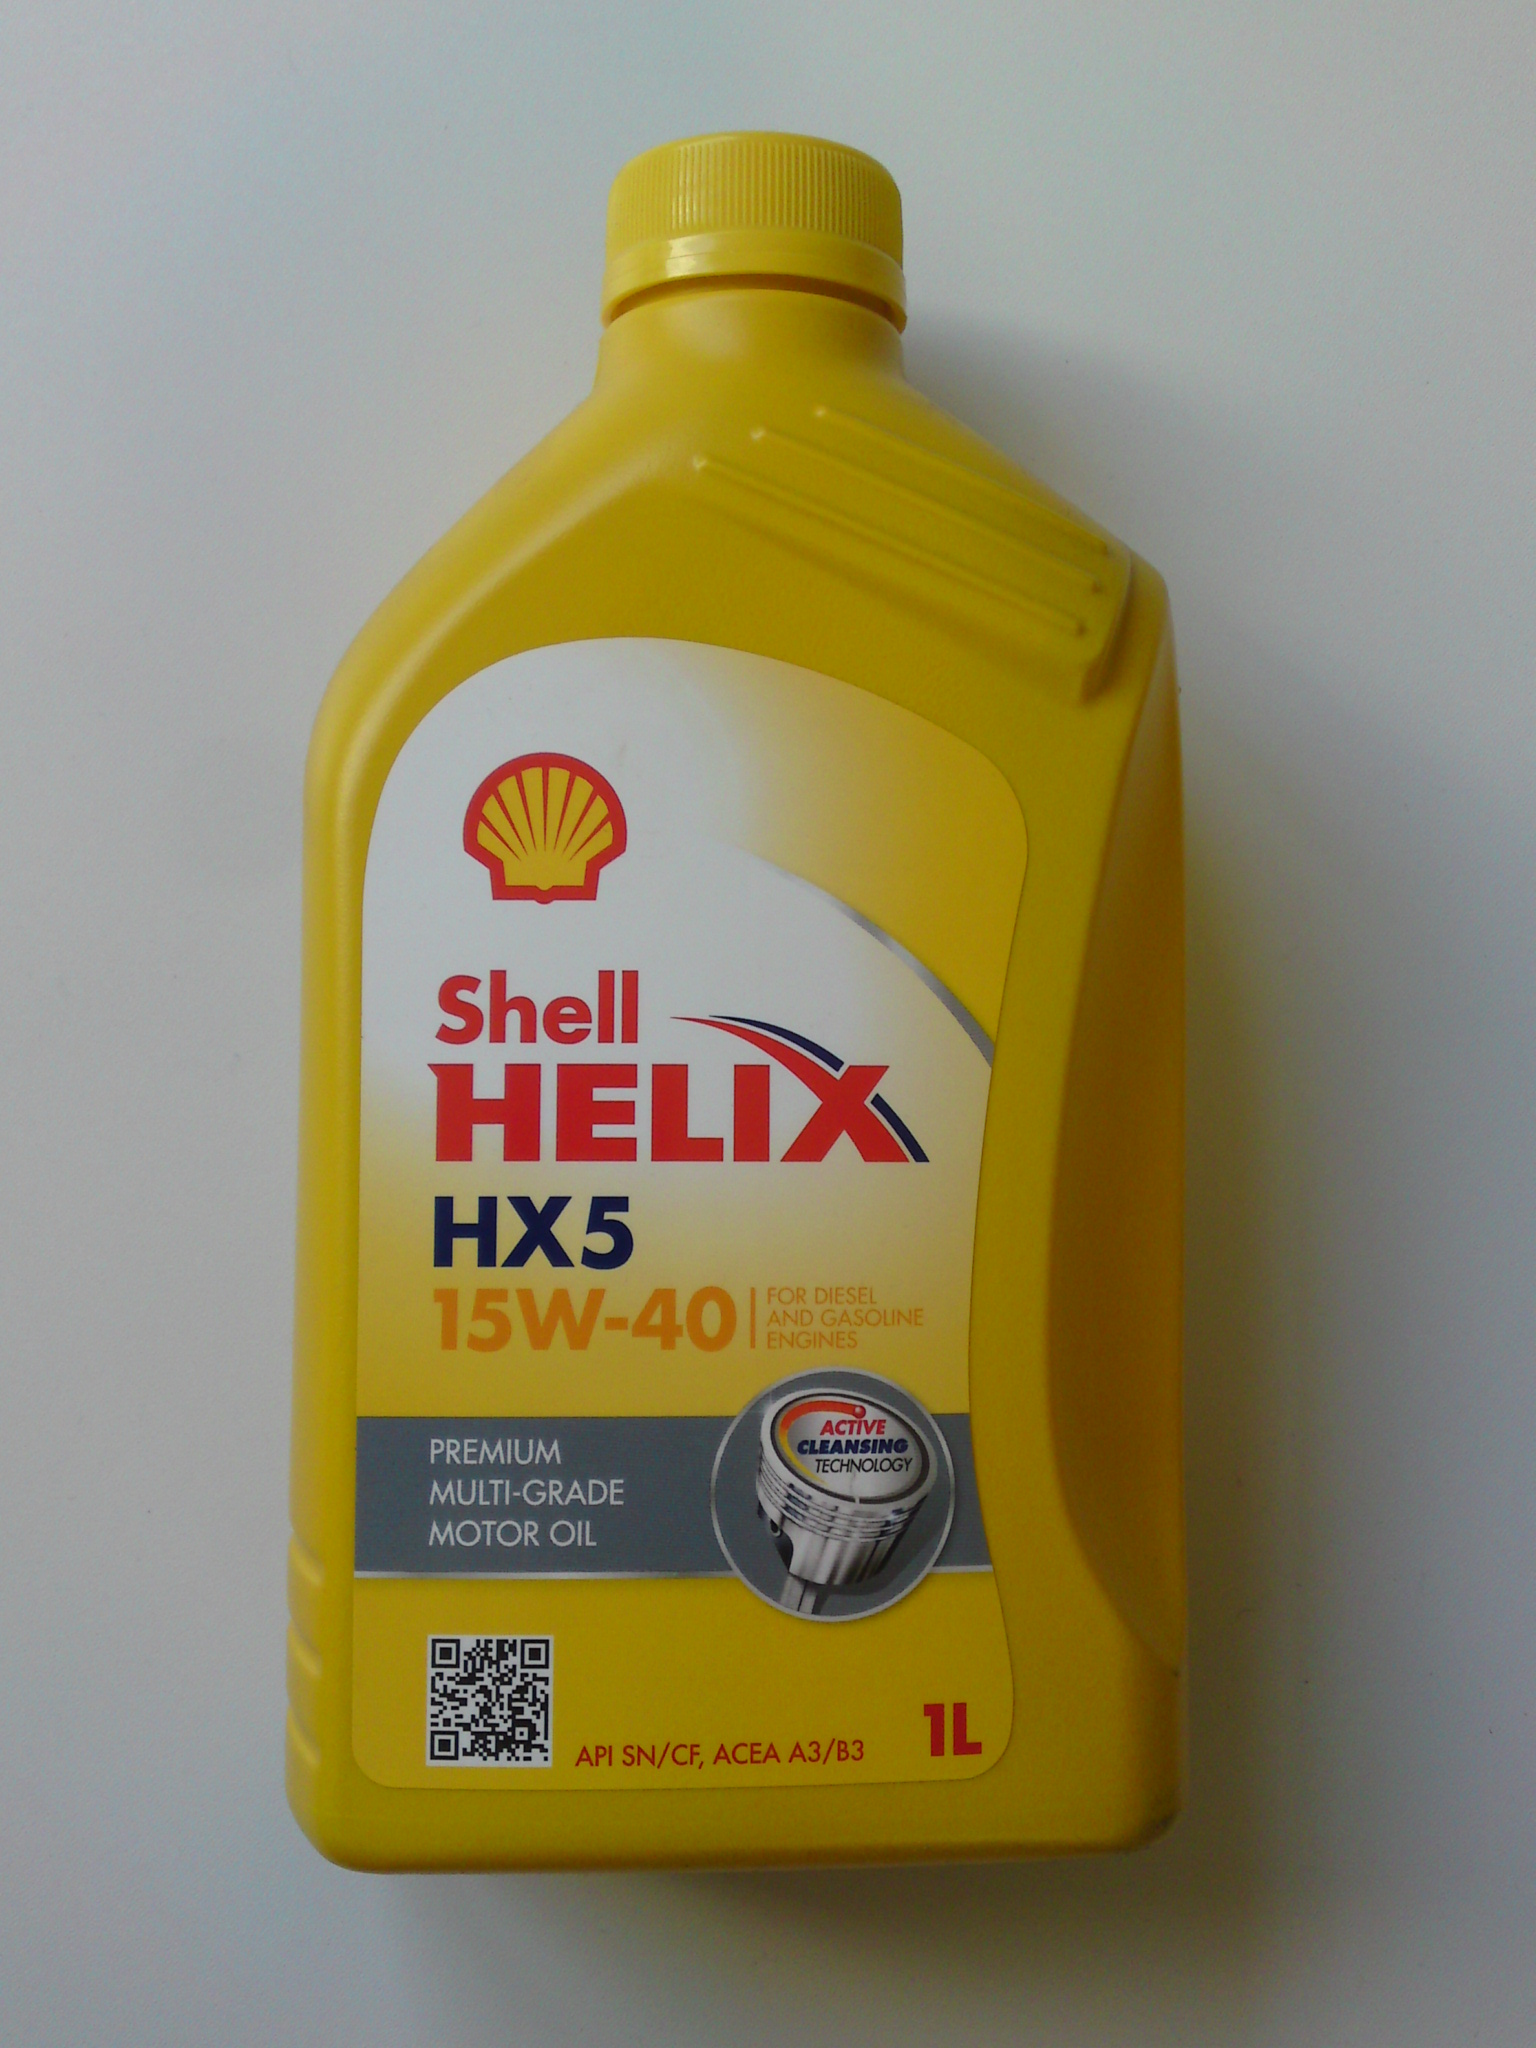 Shell
HELIX
HX5
15W-40
FOR DIESEL
AND GASOLINE
ENGINES
ACTIVE
CLEANSING
TECHNOLOGY
PREMIUM
MULTI-GRADE
MOTOR OIL
API SN/CF, ACEA A3/B3
1L